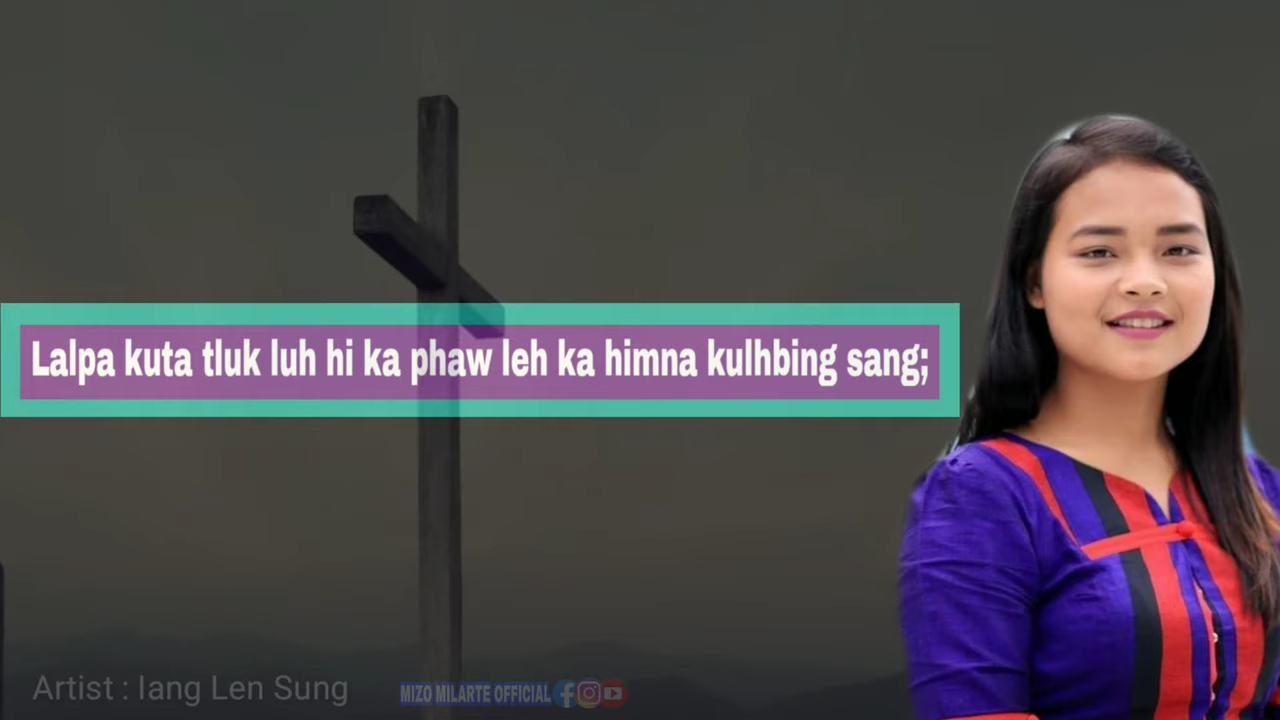 Lalpa kuta tluk luh hi ka phaw leh ka himna kulhbing sang;
Artist : Iang Len Sung
MIZO MILARTE OFFICIAL